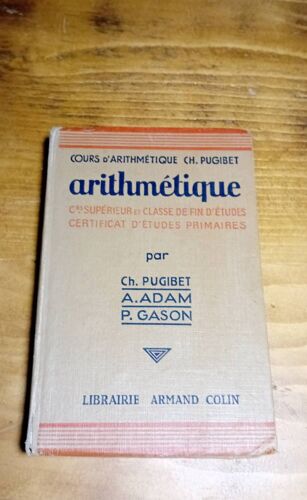 COURS D'ARITHMÉTIQUE CH. PUGIBET
arithmétique
Crs SUPÉRIEUR ET CLASSE DE FIN D'ÉTUDES
CERTIFICAT D'ÉTUDES PRIMAIRES
par
Ch. PUGIBET
A. ADAM
P. GASON
LIBRAIRIE ARMAND COLIN